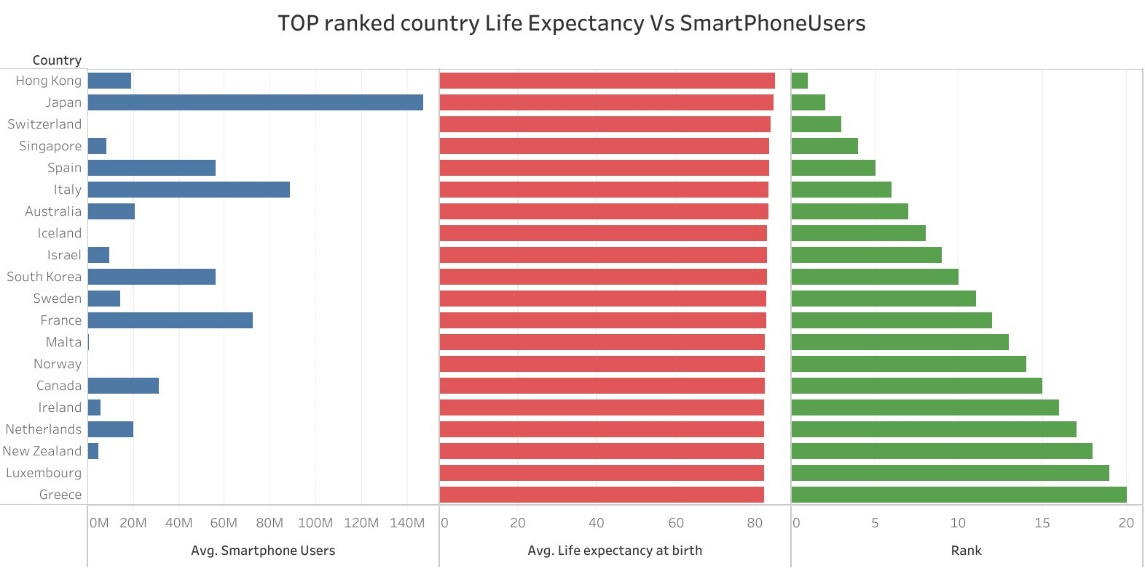 TOP ranked country Life Expectancy Vs SmartPhoneUsers
Country
Hong Kong
Japan
Switzerland
Singapore
Spain
Italy
Australia
Iceland
Israel
South Korea
Sweden
France
Malta
Norway
Canada
Ireland
Netherlands
New Zealand
Luxembourg
Greece
0M 20M 40M 60M 80M 100M 120M 140M 0 20 40 60 80 0 5 10 15 20
Avg. Smartphone Users Avg. Life expectancy at birth Rank